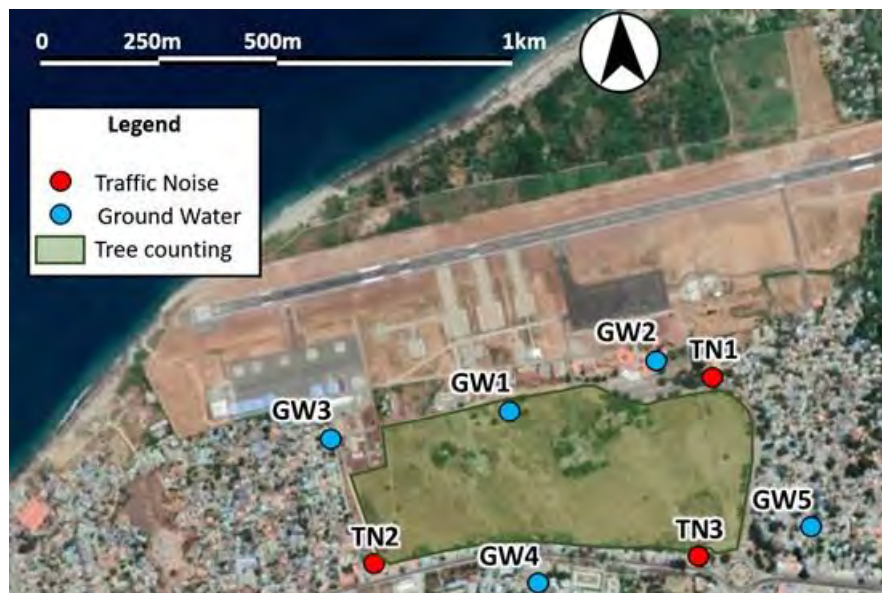 0 250m 500m 1km
Legend
Traffic Noise
Ground Water
Tree counting
GW2
TN1
GW1
GW3
GW5
TN2
TN3
GW4